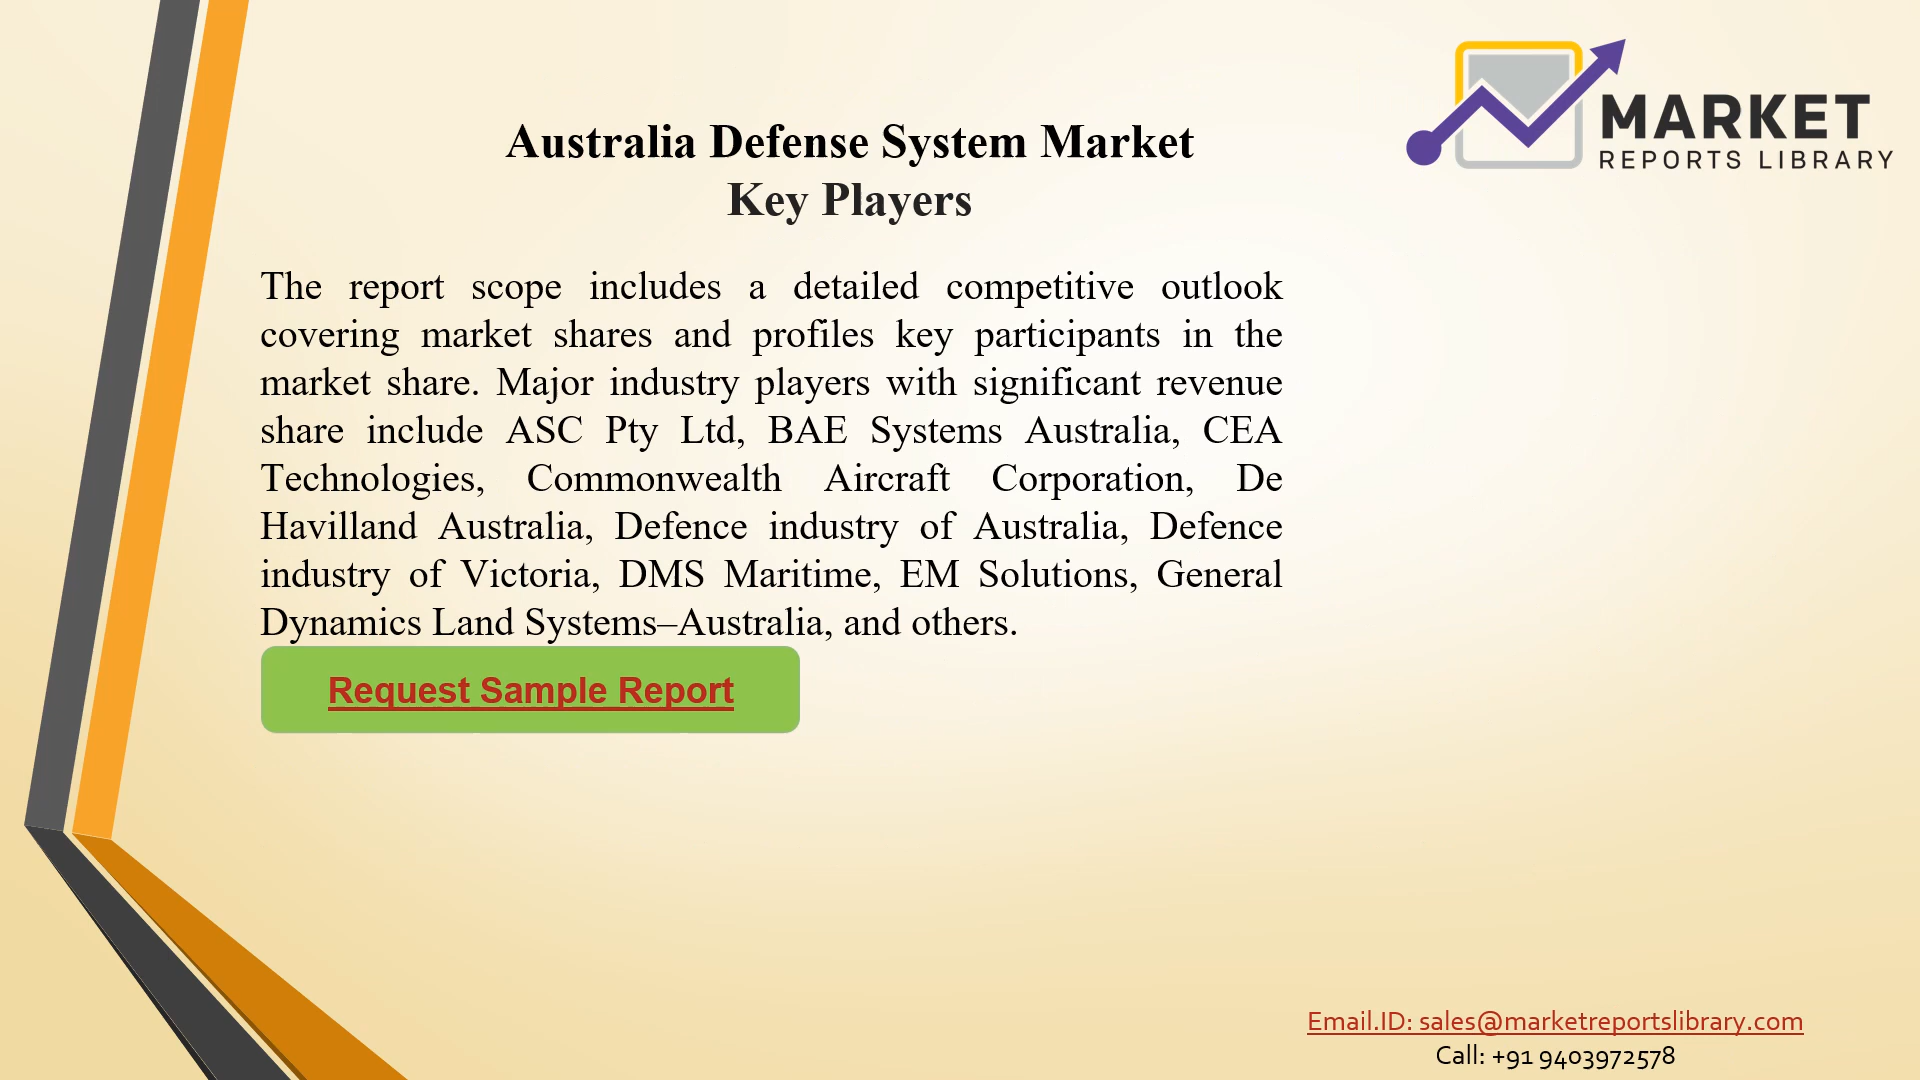 MARKET
REPORTS LIBRARY
Australia Defense System Market
Key Players
The report scope includes a detailed competitive outlook
covering market shares and profiles key participants in the
market share. Major industry players with significant revenue
share include ASC Pty Ltd, BAE Systems Australia, CEA
Technologies, Commonwealth Aircraft Corporation, De
Havilland Australia, Defence industry of Australia, Defence
industry of Victoria, DMS Maritime, EM Solutions, General
Dynamics Land Systems–Australia, and others.
Request Sample Report
Email.ID: sales@marketreportslibrary.com
Call: +91 9403972578